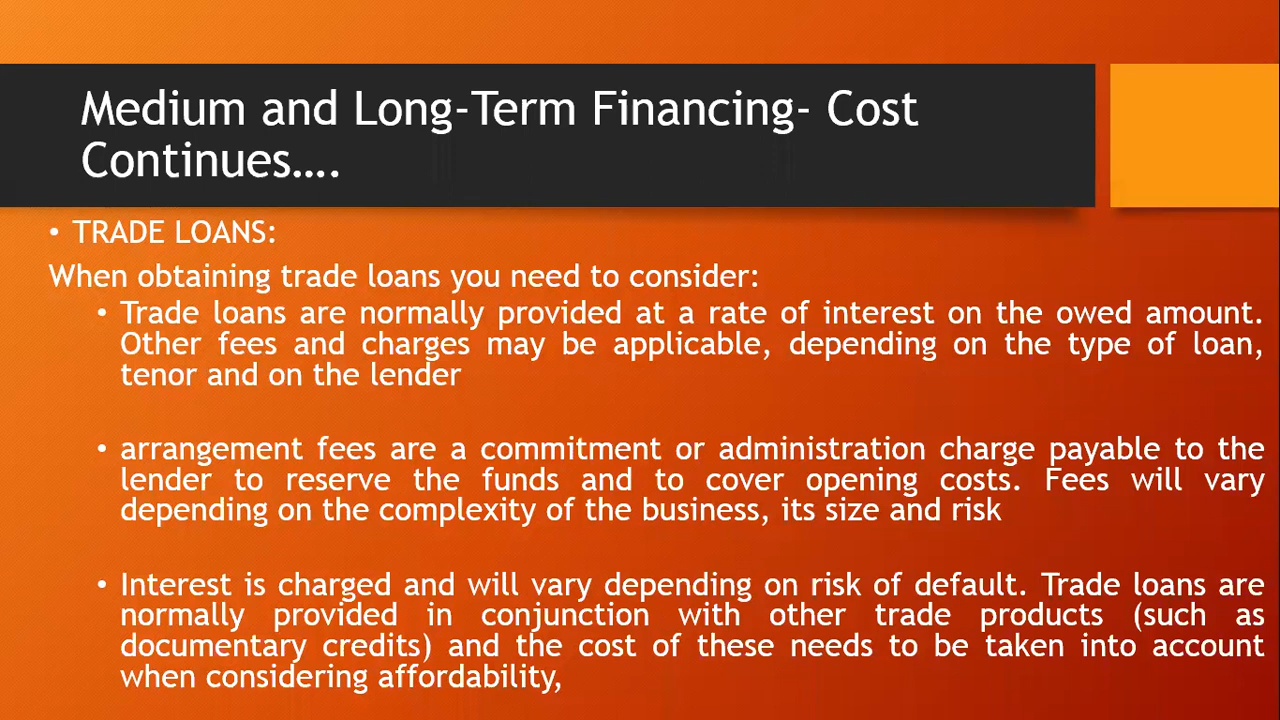 Medium and Long-Term Financing- Cost
Continues….
• TRADE LOANS:
When obtaining trade loans you need to consider:
• Trade loans are normally provided at a rate of interest on the owed amount.
Other fees and charges may be applicable, depending on the type of loan,
tenor and on the lender
• arrangement fees are a commitment or administration charge payable to the
lender to reserve the funds and to cover opening costs. Fees will vary
depending on the complexity of the business, its size and risk
• Interest is charged and will vary depending on risk of default. Trade loans are
normally provided in conjunction with other trade products (such as
documentary credits) and the cost of these needs to be taken into account
when considering affordability,